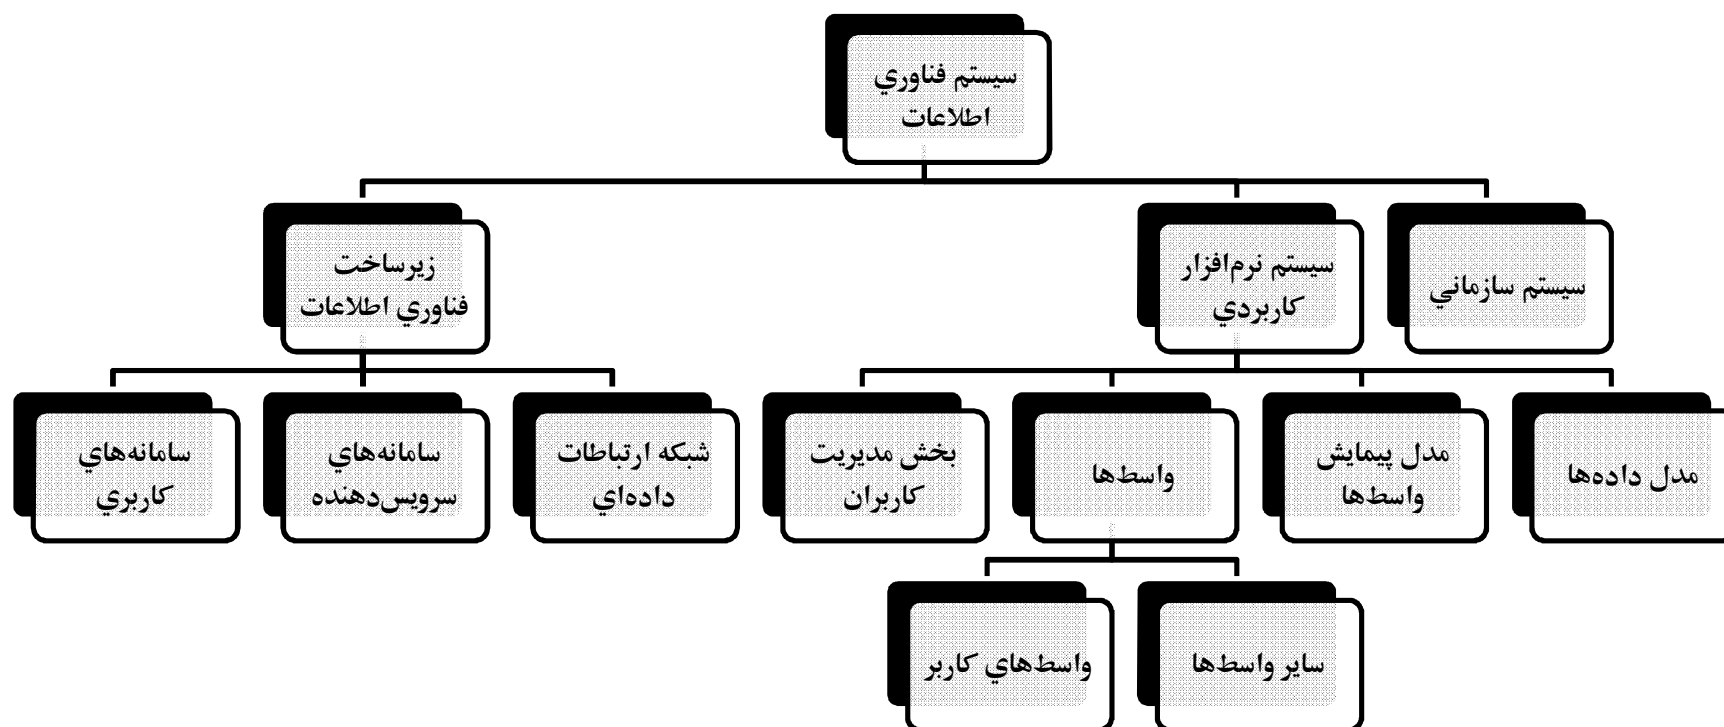 سيستم فناوري
اطلاعات
سيستم سازماني
سيستم نرم‌افزار
كاربردي
زيرساخت
فناوري اطلاعات
مدل داده‌ها
مدل پيمايش
واسط‌ها
واسط‌ها
بخش مديريت
كاربران
شبكه ارتباطات
داده‌اي
سامانه‌هاي
سرويس‌دهنده
سامانه‌هاي
كاربري
ساير واسط‌ها
واسط‌هاي كاربر